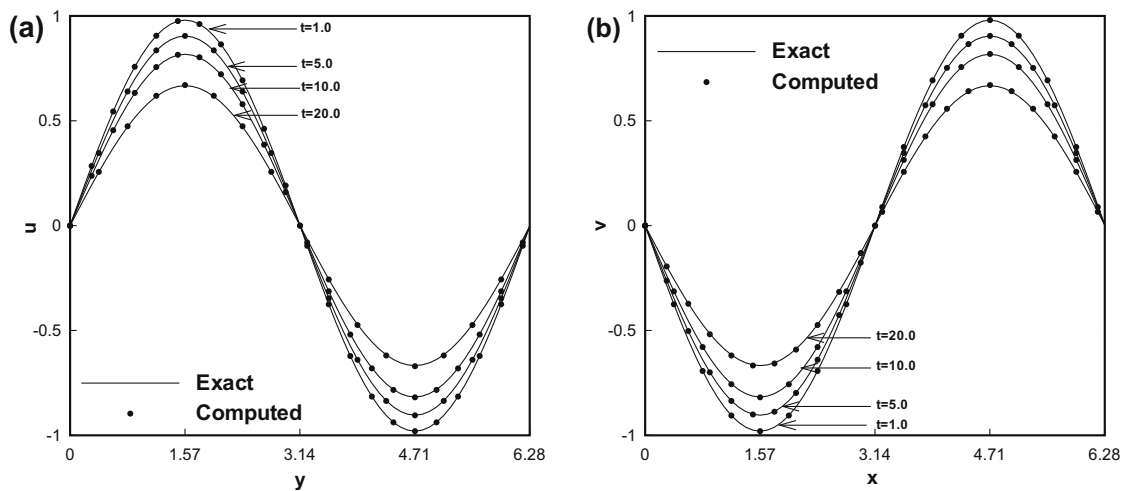 (a)
1
0.5
0
-0.5
-1
u
t=1.0
t=5.0
t=10.0
t=20.0
Exact
Computed
0 1.57 3.14 4.71 6.28
y
(b)
1
0.5
0
-0.5
-1
v
Exact
Computed
t=20.0
t=10.0
t=5.0
t=1.0
0 1.57 3.14 4.71 6.28
x